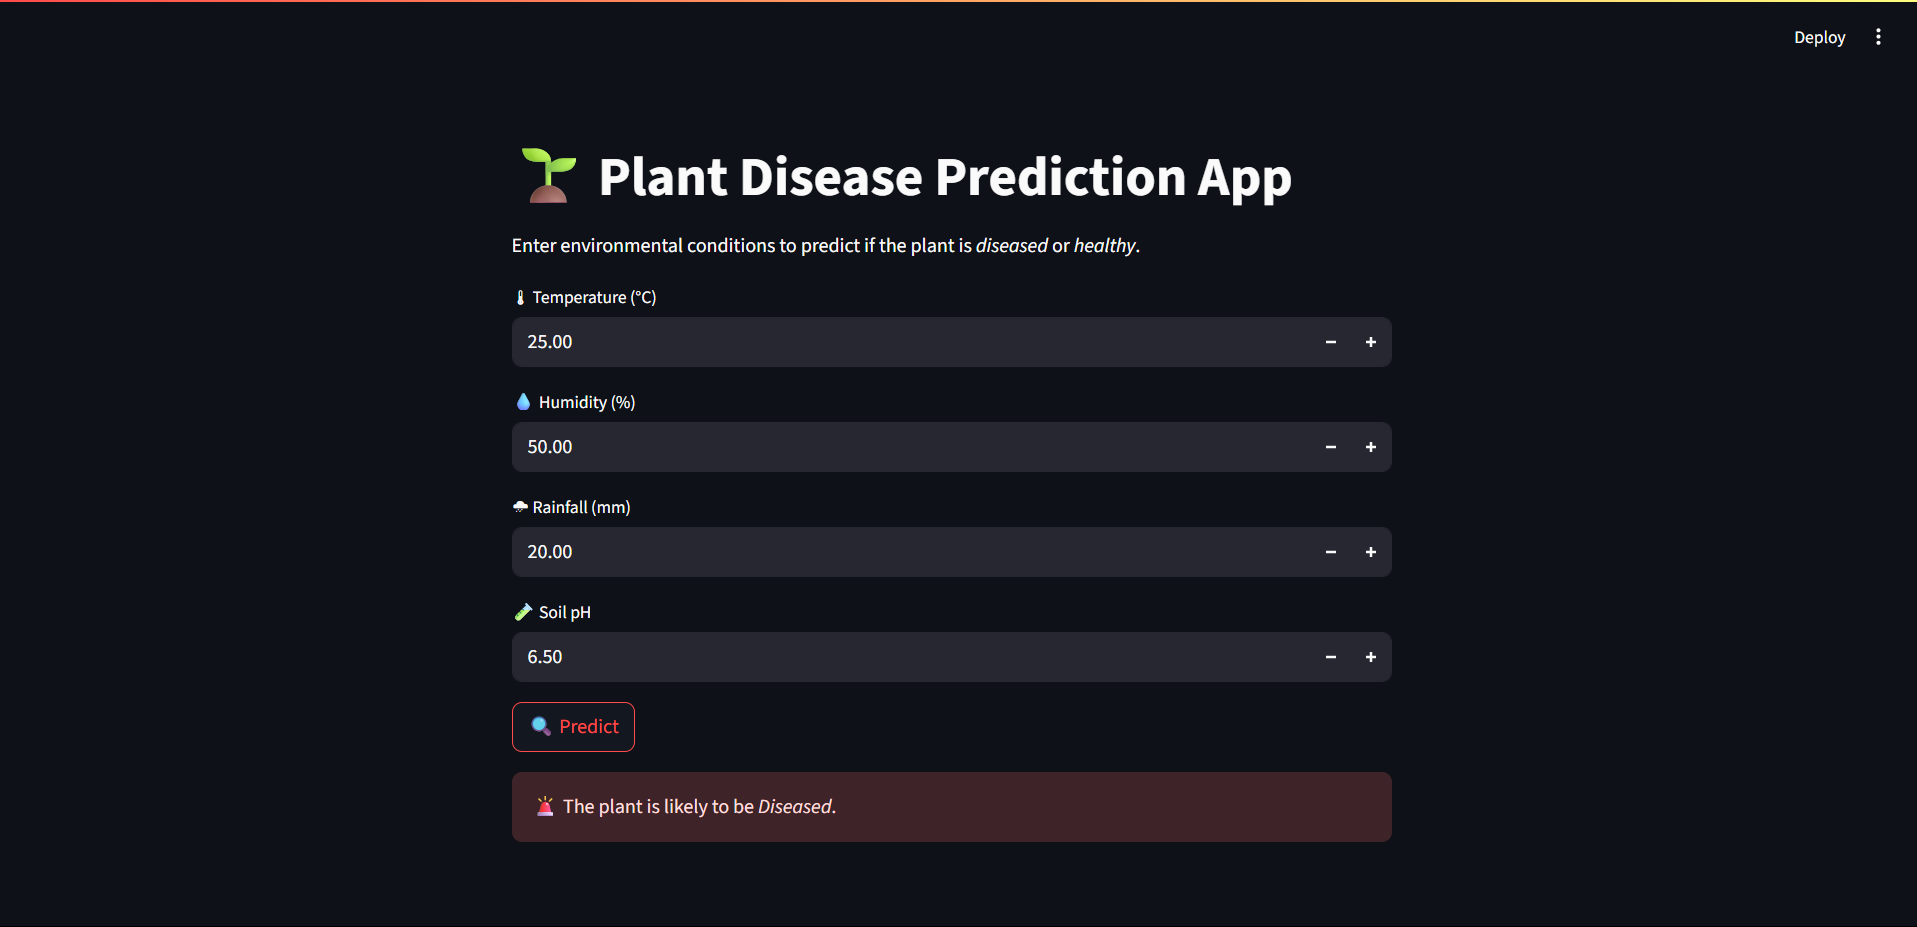 Deploy
Plant Disease Prediction App
Enter environmental conditions to predict if the plant is diseased or healthy.
Temperature (°C)
25.00
Humidity (%)
50.00
Rainfall (mm)
20.00
Soil pH
6.50
Predict
The plant is likely to be Diseased.